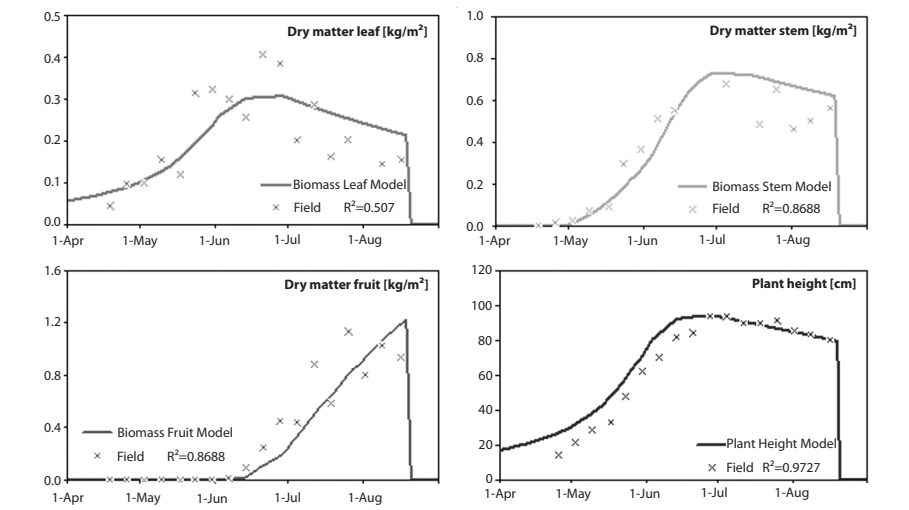 Dry matter leaf [kg/m²]
0.5
0.4
0.3
0.2
0.1
0.0
Biomass Leaf Model
Field R²=0.507
1-Apr 1-May 1-Jun 1-Jul 1-Aug
Dry matter stem [kg/m²]
1.0
0.8
0.6
0.4
0.2
0.0
Biomass Stem Model
Field R²=0.8688
1-Apr 1-May 1-Jun 1-Jul 1-Aug
Dry matter fruit [kg/m²]
1.6
1.2
0.8
0.4
0.0
Biomass Fruit Model
Field R²=0.8688
1-Apr 1-May 1-Jun 1-Jul 1-Aug
Plant height [cm]
120
100
80
60
40
20
0
Plant Height Model
Field R²=0.9727
1-Apr 1-May 1-Jun 1-Jul 1-Aug